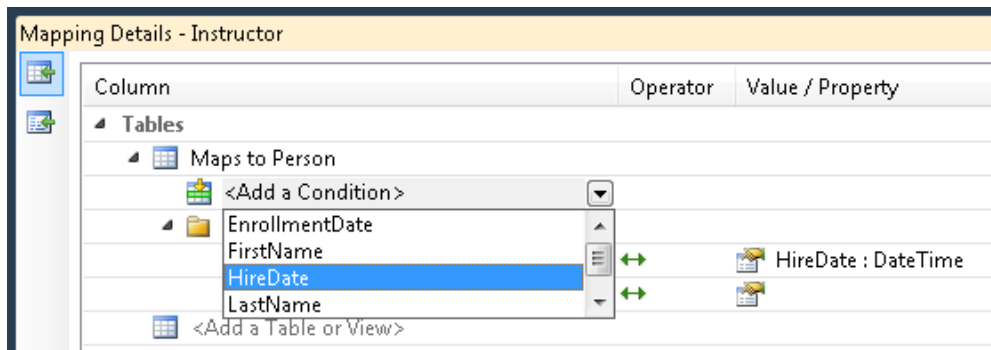 Mapping Details - Instructor
Column Operator Value / Property
Tables
Maps to Person
<Add a Condition>
EnrollmentDate
FirstName
HireDate
HireDate : DateTime
LastName
<Add a Table or View>